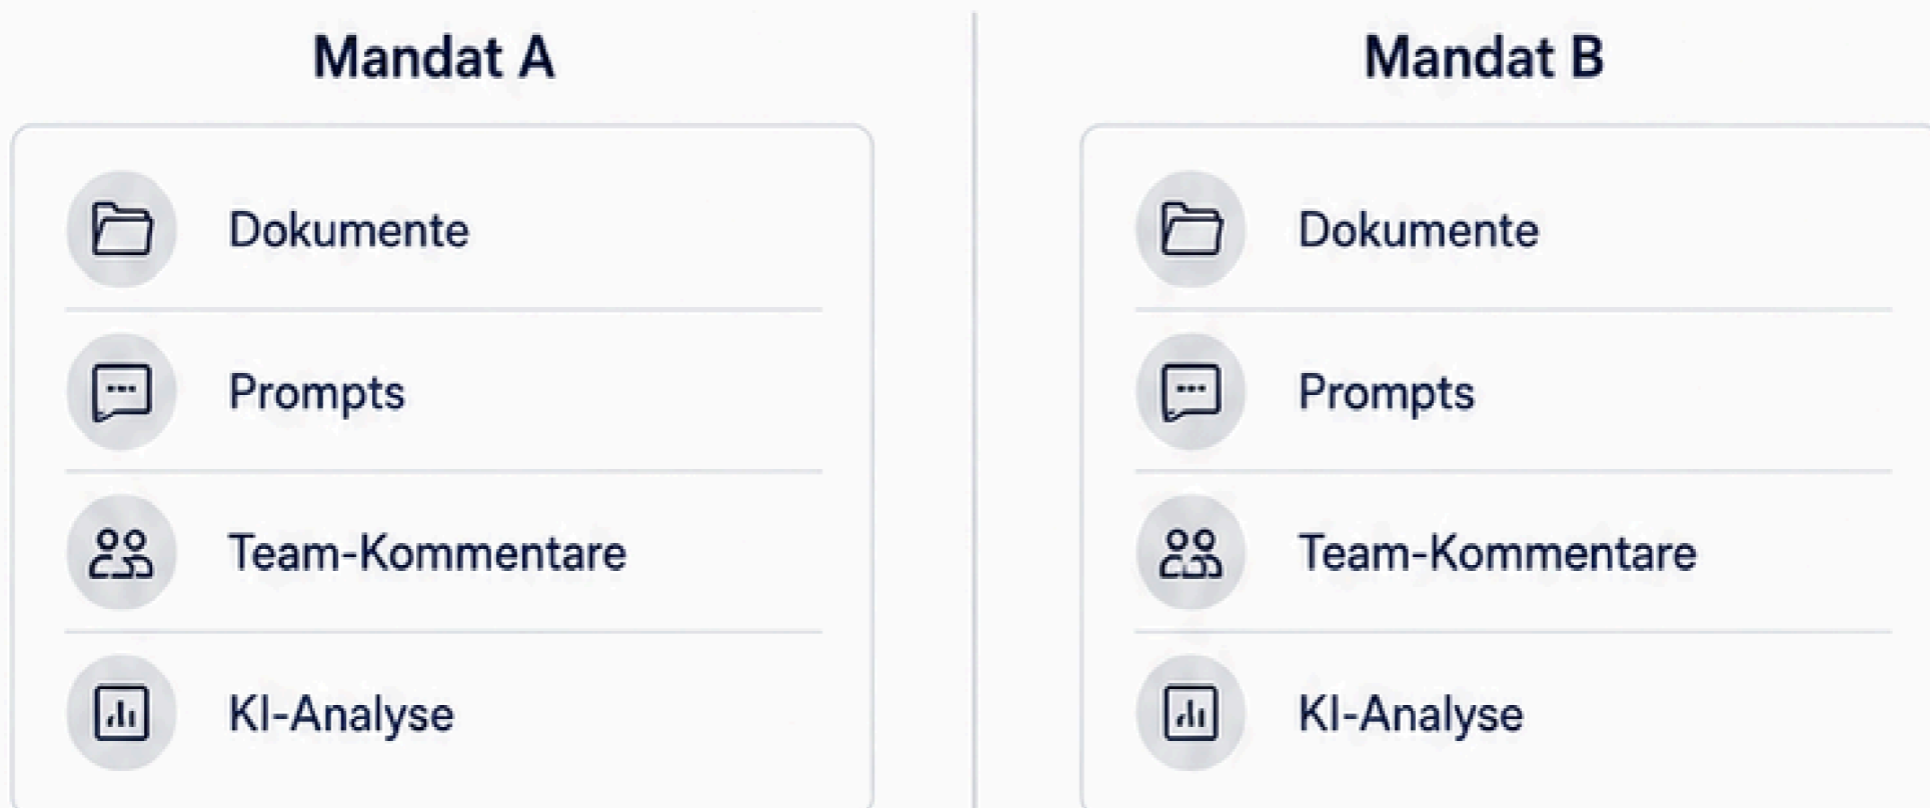 Mandat A
Dokumente
Prompts
Team-Kommentare
KI-Analyse
Mandat B
Dokumente
Prompts
Team-Kommentare
KI-Analyse